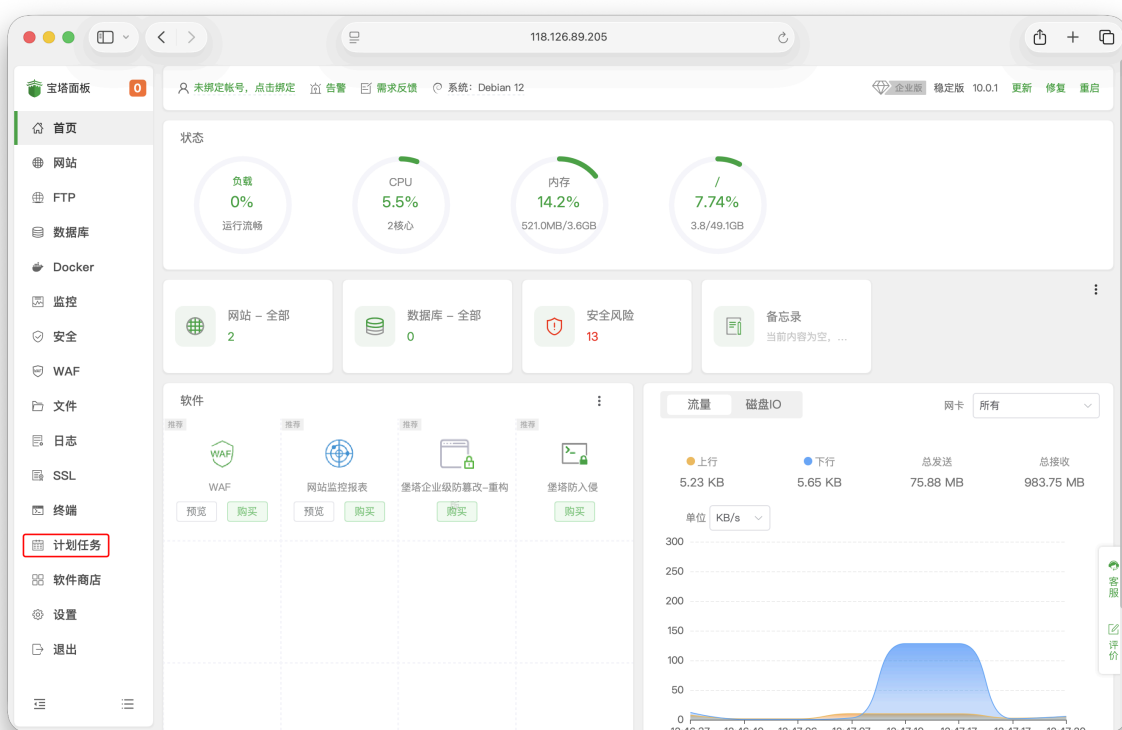 118.126.89.205
宝塔面板 0
未绑定帐号，点击绑定 告警 需求反馈 系统：Debian 12
企业版 稳定版 10.0.1 更新 修复 重启
首页
网站
FTP
数据库
Docker
监控
安全
WAF
文件
日志
SSL
终端
计划任务
软件商店
设置
退出
状态
负载
0%
运行流畅
CPU
5.5%
2核心
内存
14.2%
521.0MB/3.6GB
/
7.74%
3.8/49.1GB
网站 - 全部
2
数据库 - 全部
0
安全风险
13
备忘录
当前内容为空，...
软件
推荐
WAF
WAF
预览 购买
推荐
网站监控报表
预览 购买
推荐
堡塔企业级防篡改-重构
购买
推荐
堡塔防入侵
购买
流量 磁盘IO
网卡 所有
上行
5.23 KB
下行
5.65 KB
总发送
75.88 MB
总接收
983.75 MB
单位 KB/s
300
250
200
150
100
50
0
客服
评价